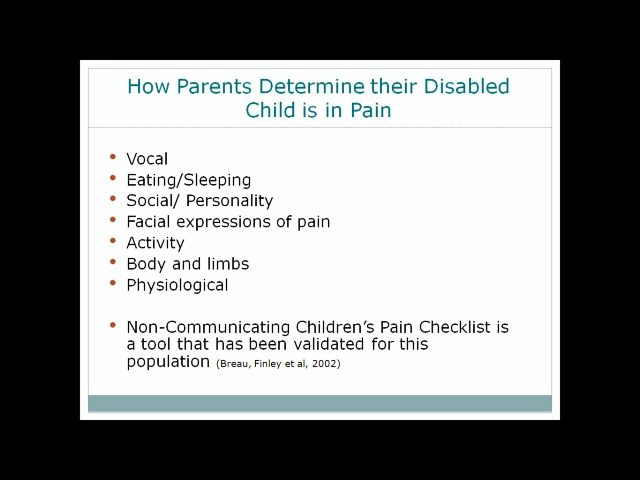 How Parents Determine their Disabled
Child is in Pain
• Vocal
• Eating/Sleeping
• Social/ Personality
• Facial expressions of pain
• Activity
• Body and limbs
• Physiological
• Non-Communicating Children’s Pain Checklist is
a tool that has been validated for this
population (Breau, Finley et al, 2002)